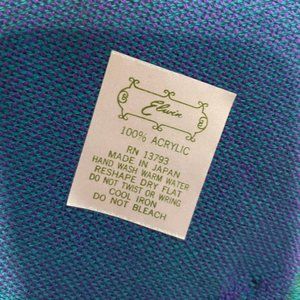 Elwin
100% ACRYLIC
RN 13793
MADE IN JAPAN
HAND WASH WARM WATER
RESHAPE DRY FLAT
DO NOT TWIST OR WRING
COOL IRON
DO NOT BLEACH